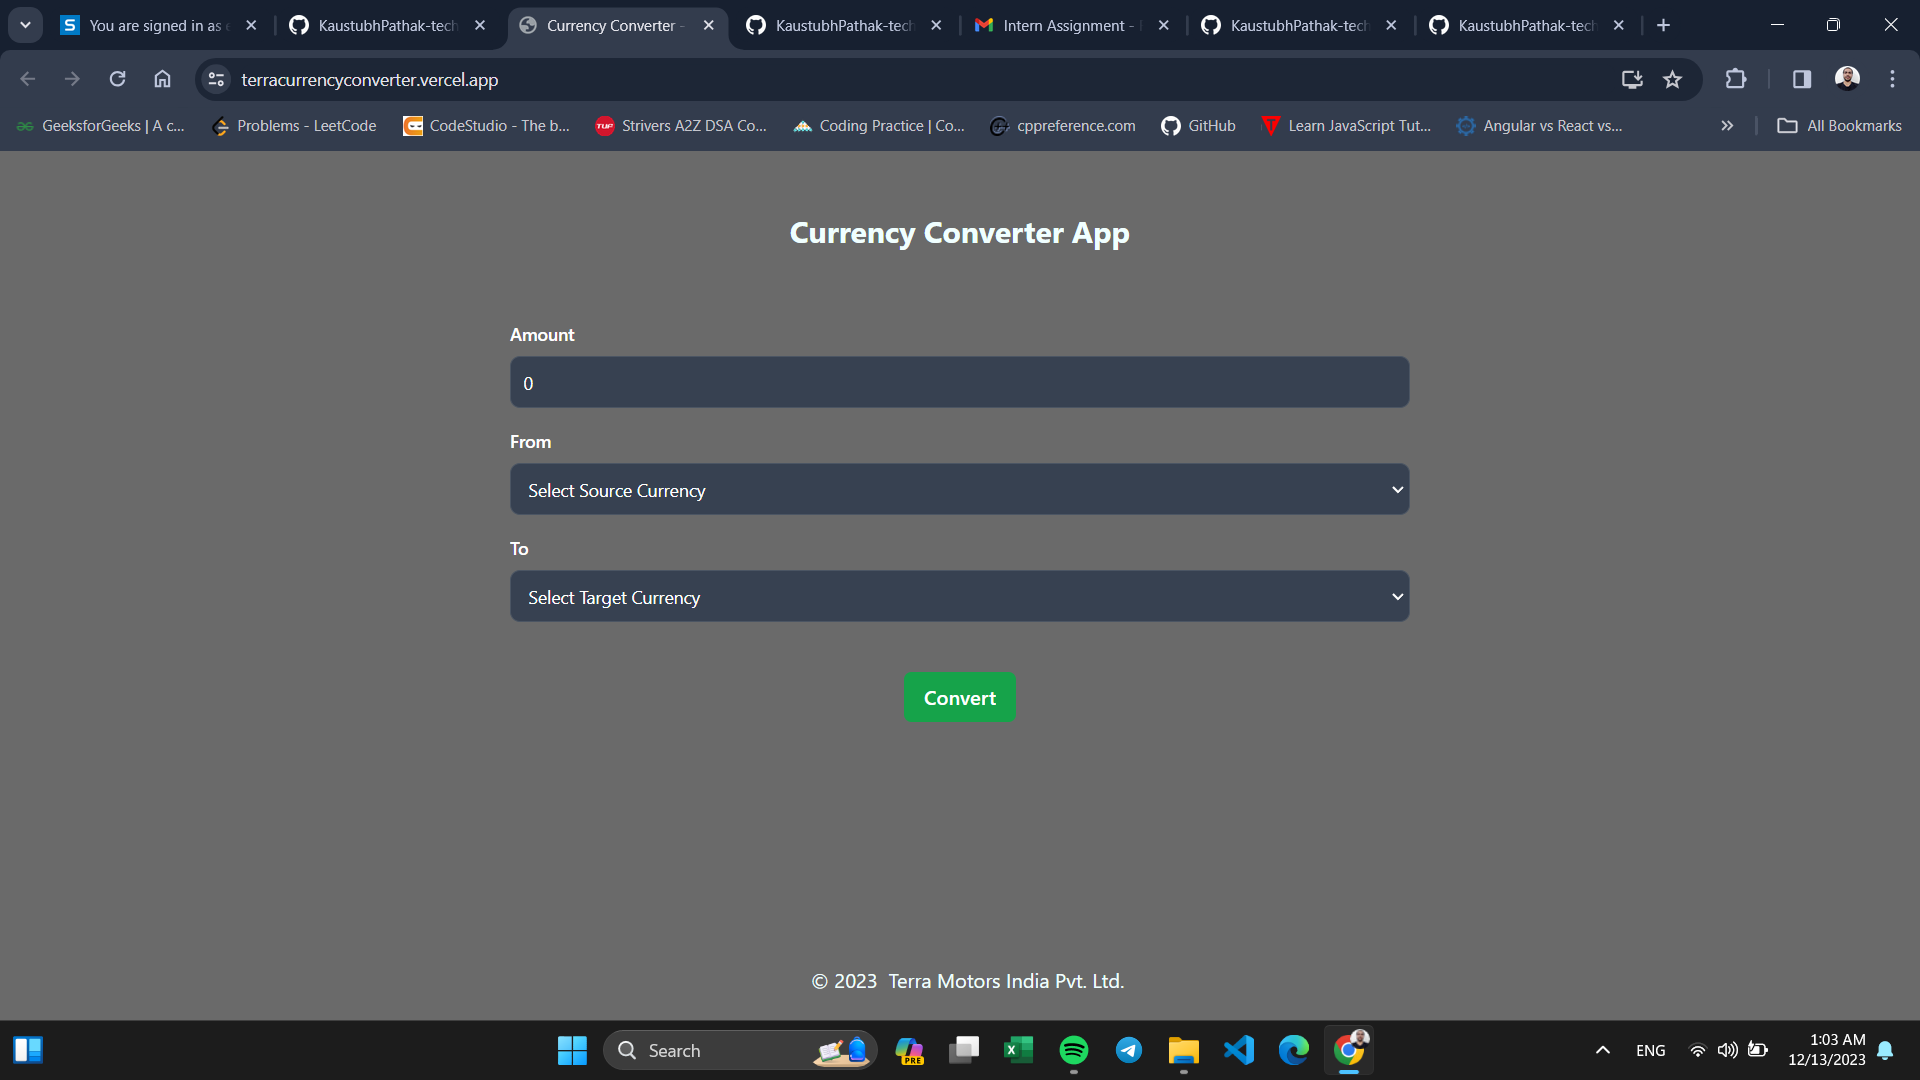 You are signed in as
KaustubhPathak-tech
Currency Converter -
KaustubhPathak-tech
Intern Assignment -
KaustubhPathak-tech
KaustubhPathak-tech
terracurrencyconverter.vercel.app
GeeksforGeeks | A c...
Problems - LeetCode
CodeStudio - The b...
TUF
Strivers A2Z DSA Co...
Coding Practice | Co...
cppreference.com
GitHub
Learn JavaScript Tut...
Angular vs React vs...
All Bookmarks
Currency Converter App
Amount
0
From
Select Source Currency
To
Select Target Currency
Convert
© 2023 Terra Motors India Pvt. Ltd.
Search
PRE
ENG
1:03 AM
12/13/2023